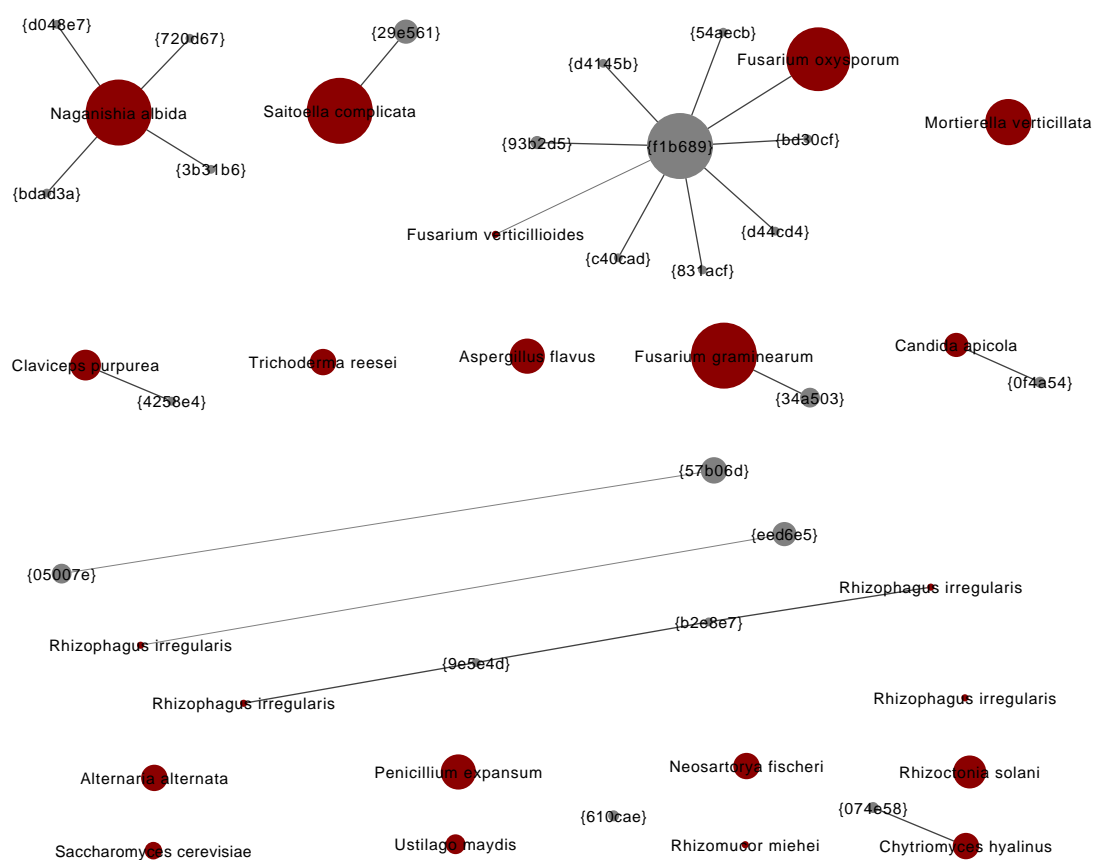 {d048e7}
{720d67}
{29e561}
{54aecb}
{d4145b}
Fusarium oxysporum
Naganishia albida
Saitoella complicata
Mortierella verticillata
{93b2d5}
{f1b689}
{bd30cf}
{3b31b6}
{bdad3a}
Fusarium verticillioides
{d44cd4}
{c40cad}
{831acf}
Claviceps purpurea
Trichoderma reesei
Aspergillus flavus
Fusarium graminearum
Candida apicola
{4258e4}
{34a503}
{0f4a54}
{57b06d}
{eed6e5}
{05007e}
Rhizophagus irregularis
{b2e8e7}
Rhizophagus irregularis
{9e5e4d}
Rhizophagus irregularis
Rhizophagus irregularis
Alternaria alternata
Penicillium expansum
Neosartorya fischeri
Rhizoctonia solani
{610cae}
{074e58}
Saccharomyces cerevisiae
Ustilago maydis
Rhizomucor miehei
Chytriomyces hyalinus